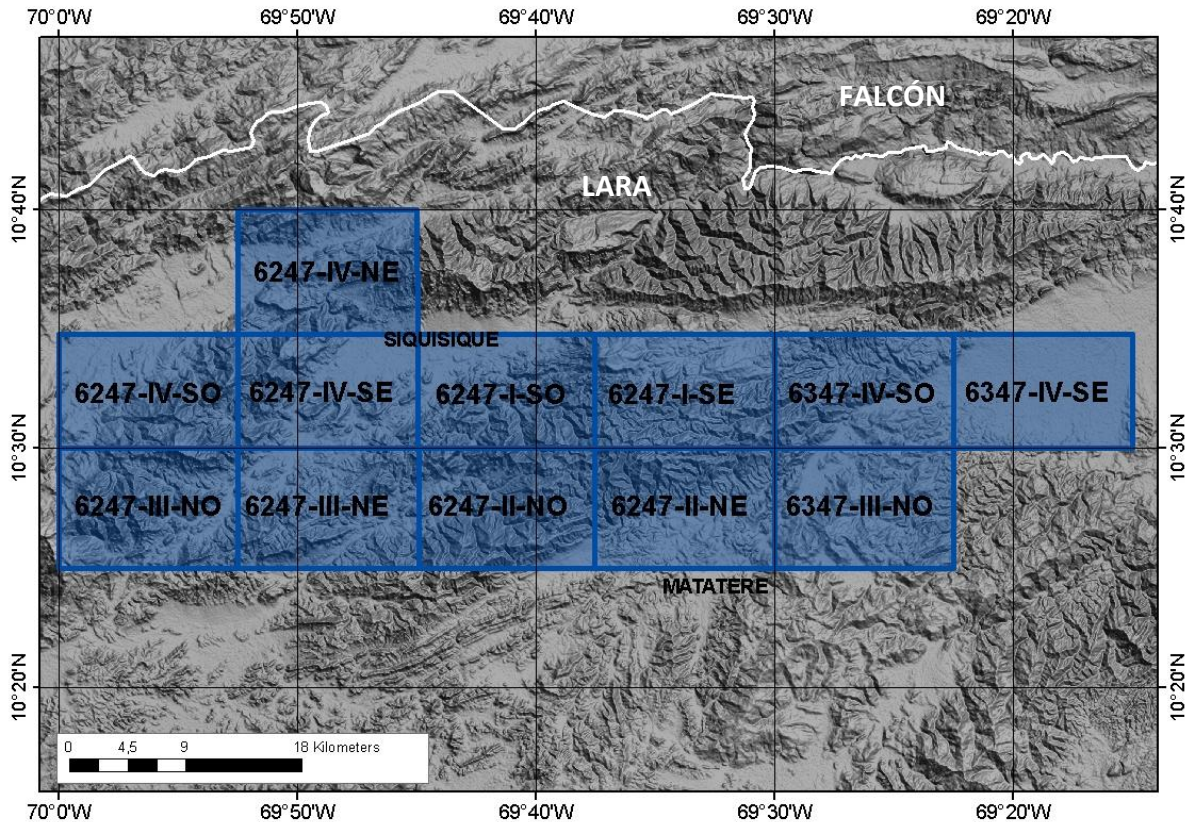 70°0'W 69°50'W 69°40'W 69°30'W 69°20'W
FALCÓN
LARA
10°40'N 10°40'N
6247-IV-NE
SIQUISIQUE
6247-IV-SO 6247-IV-SE 6247-I-SO 6247-I-SE 6347-IV-SO 6347-IV-SE
10°30'N 10°30'N
6247-III-NO 6247-III-NE 6247-II-NO 6247-II-NE 6347-III-NO
MATATERE
10°20'N 10°20'N
0 4,5 9 18 Kilometers
70°0'W 69°50'W 69°40'W 69°30'W 69°20'W